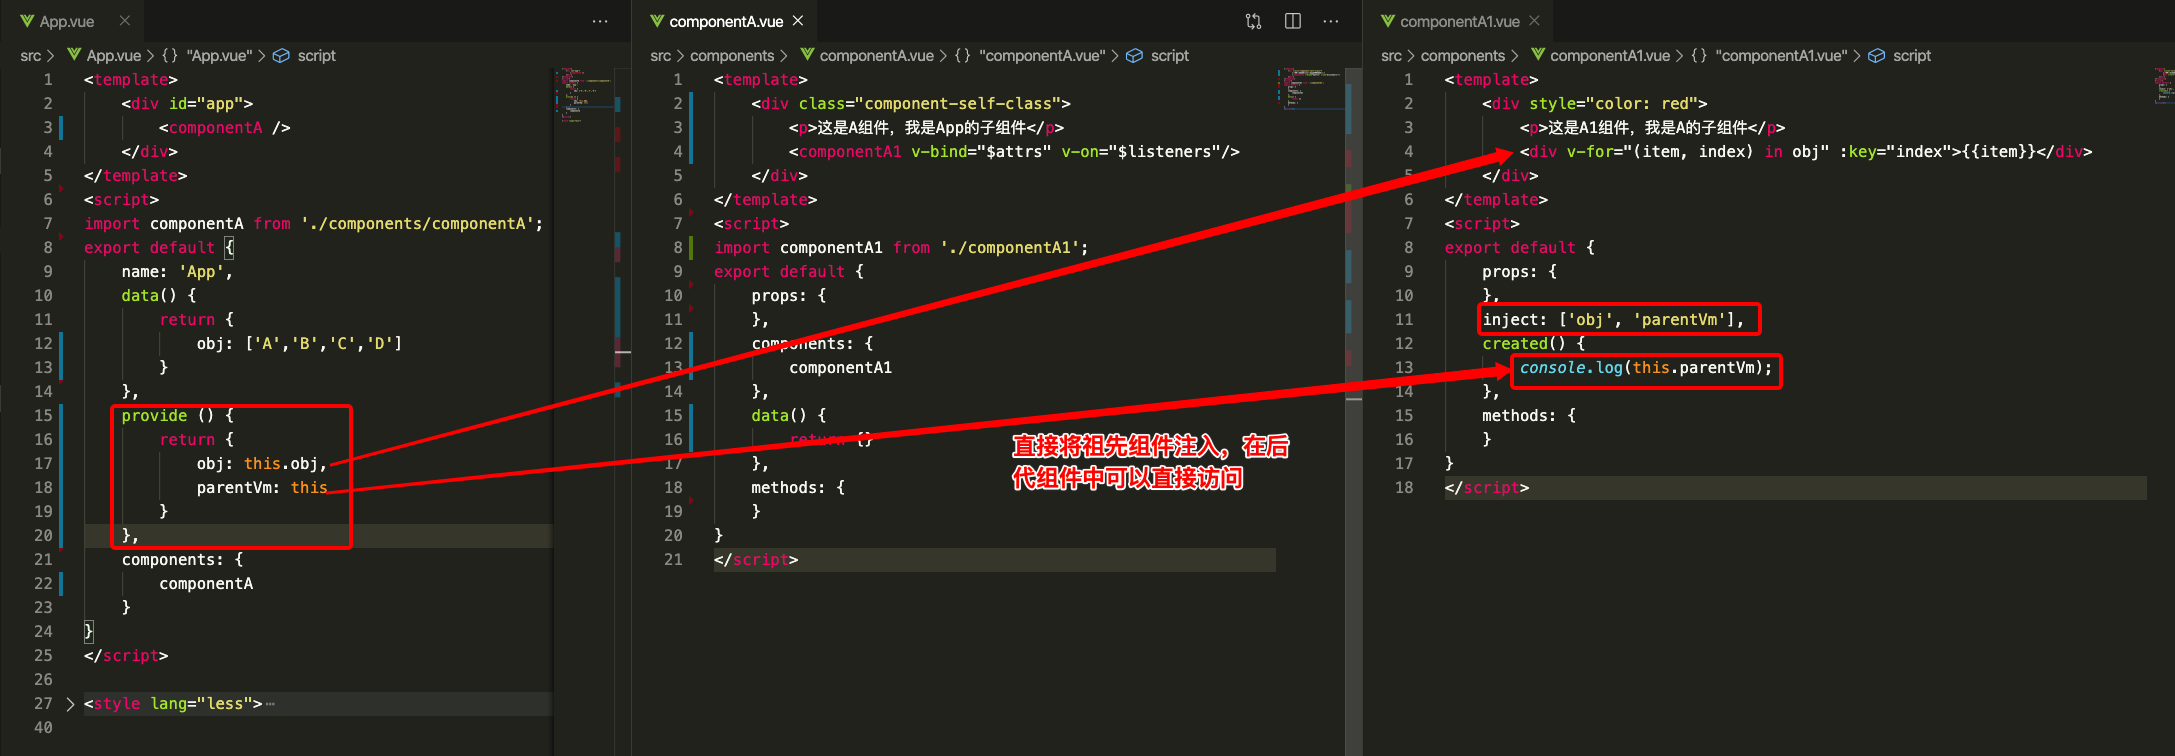 App.vue
src > App.vue > {} "App.vue" > script
1 <template>
2 <div id="app">
3 <componentA />
4 </div>
5 </template>
6 <script>
7 import componentA from './components/componentA';
8 export default {
9 name: 'App',
10 data() {
11 return {
12 obj: ['A','B','C','D']
13 }
14 },
15 provide () {
16 return {
17 obj: this.obj,
18 parentVm: this
19 }
20 },
21 components: {
22 componentA
23 }
24 }
25 </script>
26
27 <style lang="less">
40
componentA.vue
src > components > componentA.vue > {} "componentA.vue" > script
1 <template>
2 <div class="component-self-class">
3 <p>这是A组件，我是App的子组件</p>
4 <componentA1 v-bind="$attrs" v-on="$listeners"/>
5 </div>
6 </template>
7 <script>
8 import componentA1 from './componentA1';
9 export default {
10 props: {
11 },
12 components: {
13 componentA1
14 },
15 data() {
16 return {}
17 },
18 methods: {
19 }
20 }
21 </script>
直接将祖先组件注入，在后
代组件中可以直接访问
componentA1.vue
src > components > componentA1.vue > {} "componentA1.vue" > script
1 <template>
2 <div style="color: red">
3 <p>这是A1组件，我是A的子组件</p>
4 <div v-for="(item, index) in obj" :key="index">{{item}}</div>
5 </div>
6 </template>
7 <script>
8 export default {
9 props: {
10 },
11 inject: ['obj', 'parentVm'],
12 created() {
13 console.log(this.parentVm);
14 },
15 methods: {
16 }
17 }
18 </script>